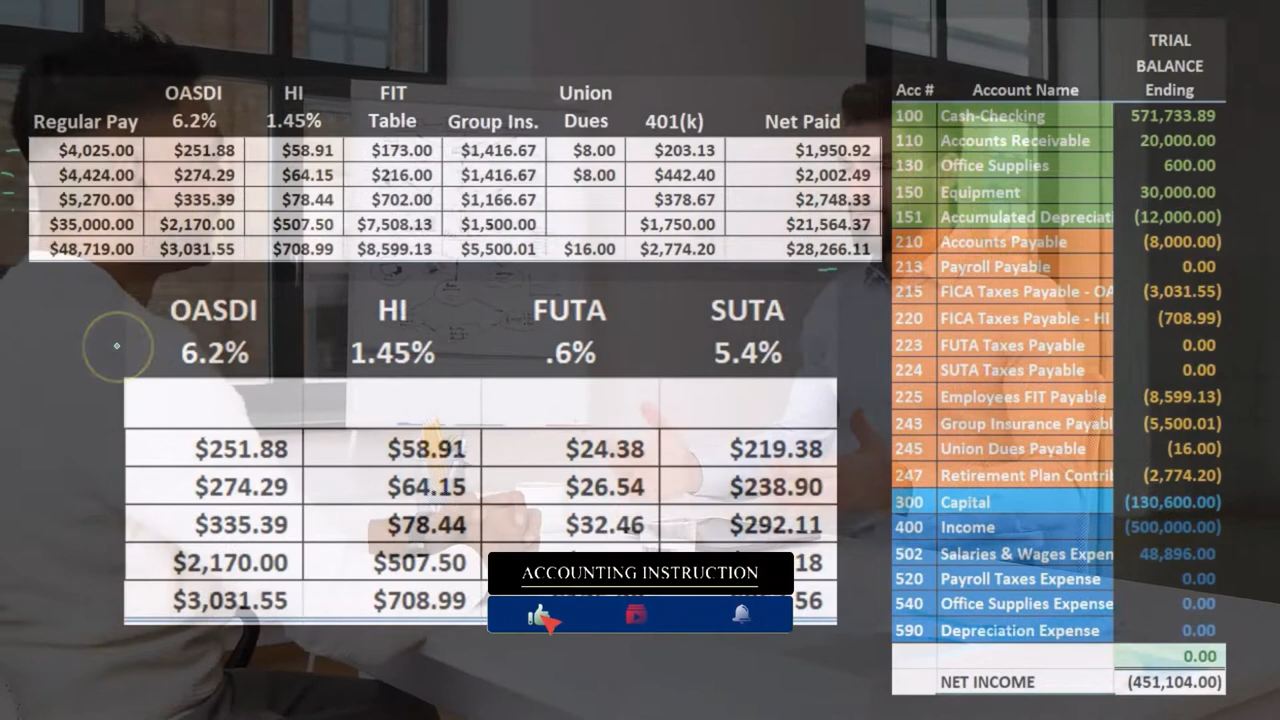 OASDI HI FIT Union
Regular Pay 6.2% 1.45% Table Group Ins. Dues 401(k) Net Paid
$4,025.00 $251.88 $58.91 $173.00 $1,416.67 $8.00 $203.13 $1,950.92
$4,424.00 $274.29 $64.15 $216.00 $1,416.67 $8.00 $442.40 $2,002.49
$5,270.00 $335.39 $78.44 $702.00 $1,166.67 $378.67 $2,748.33
$35,000.00 $2,170.00 $507.50 $7,508.13 $1,500.00 $1,750.00 $21,564.37
$48,719.00 $3,031.55 $708.99 $8,599.13 $5,500.01 $16.00 $2,774.20 $28,266.11
OASDI HI FUTA SUTA
6.2% 1.45% .6% 5.4%
$251.88 $58.91 $24.38 $219.38
$274.29 $64.15 $26.54 $238.90
$335.39 $78.44 $32.46 $292.11
$2,170.00 $507.50 18
$3,031.55 $708.99 56
ACCOUNTING INSTRUCTION
TRIAL
BALANCE
Acc # Account Name Ending
100 Cash-Checking 571,733.89
110 Accounts Receivable 20,000.00
130 Office Supplies 600.00
150 Equipment 30,000.00
151 Accumulated Depreciati (12,000.00)
210 Accounts Payable (8,000.00)
213 Payroll Payable 0.00
215 FICA Taxes Payable - OA (3,031.55)
220 FICA Taxes Payable - HI (708.99)
223 FUTA Taxes Payable 0.00
224 SUTA Taxes Payable 0.00
225 Employees FIT Payable (8,599.13)
243 Group Insurance Payabl (5,500.01)
245 Union Dues Payable (16.00)
247 Retirement Plan Contrib (2,774.20)
300 Capital (130,600.00)
400 Income (500,000.00)
502 Salaries & Wages Expen 48,896.00
520 Payroll Taxes Expense 0.00
540 Office Supplies Expense 0.00
590 Depreciation Expense 0.00
0.00
NET INCOME (451,104.00)